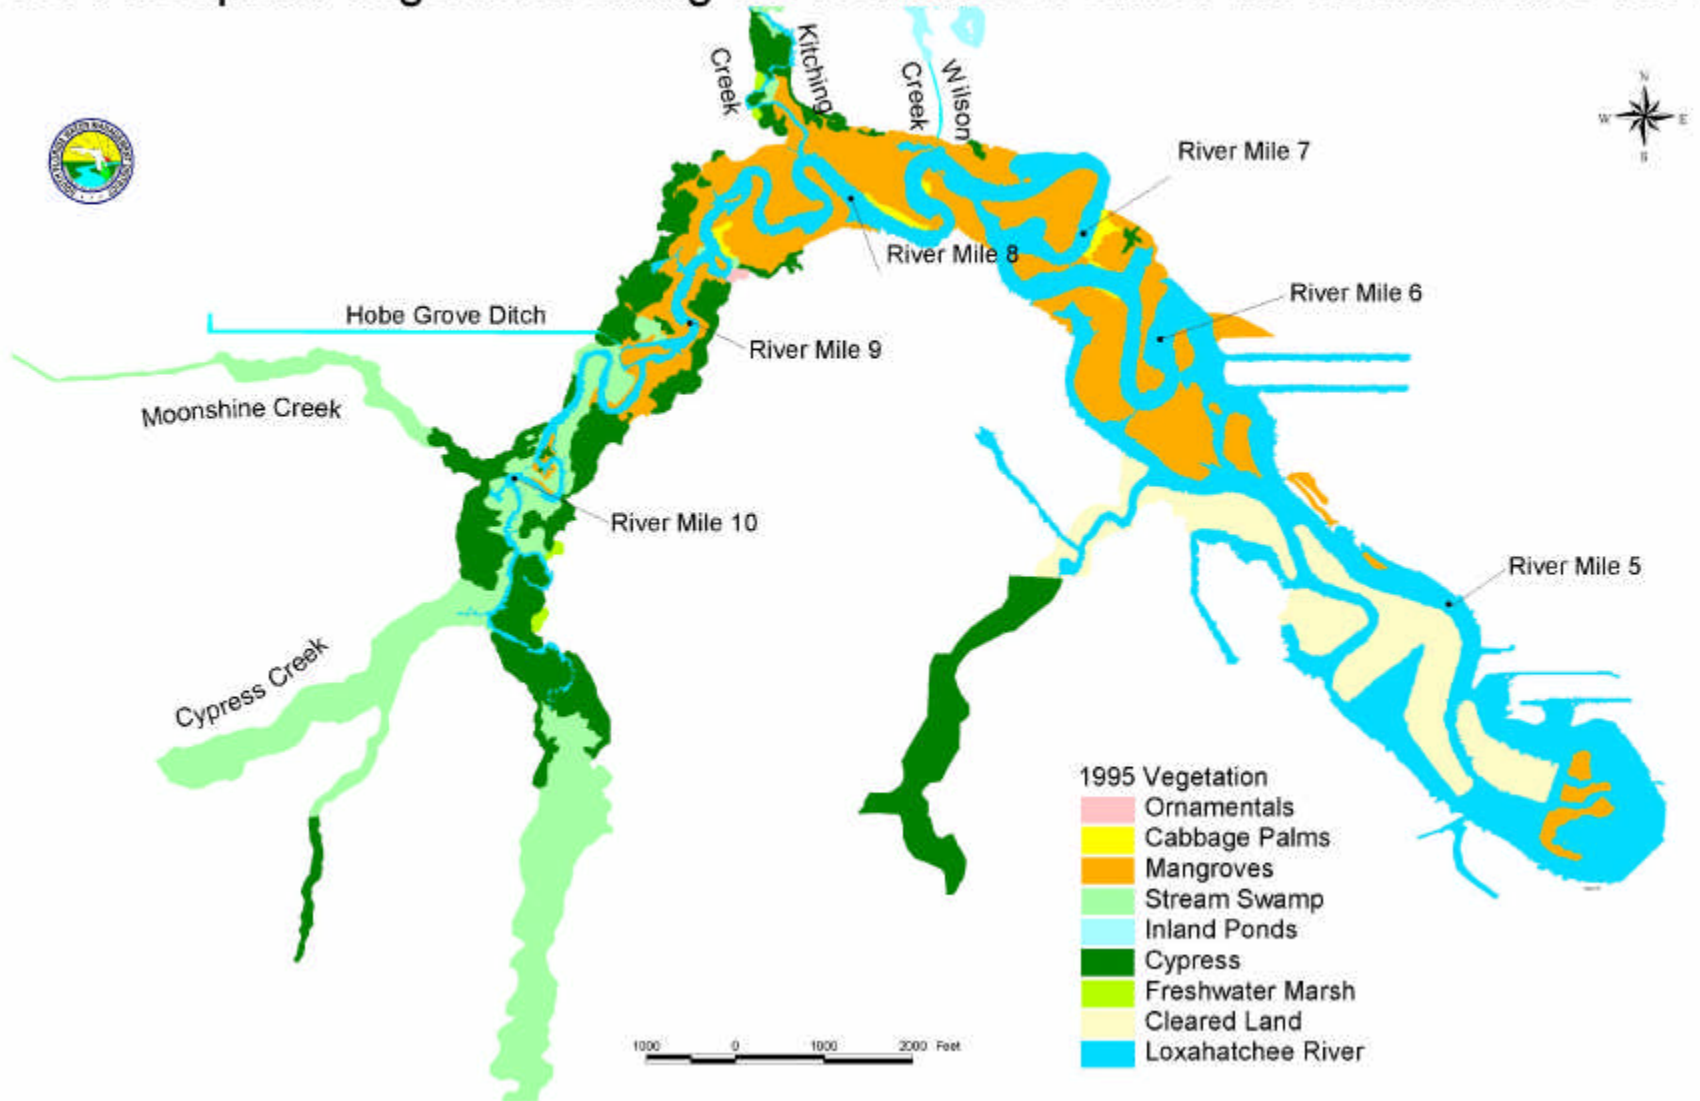 Kitching
Creek
Wilson
Creek
N
W
E
S
River Mile 7
River Mile 8
River Mile 6
Hobe Grove Ditch
River Mile 9
Moonshine Creek
River Mile 10
River Mile 5
Cypress Creek
1995 Vegetation
Ornamentals
Cabbage Palms
Mangroves
Stream Swamp
Inland Ponds
Cypress
Freshwater Marsh
Cleared Land
Loxahatchee River
1000 0 1000 2000 Feet